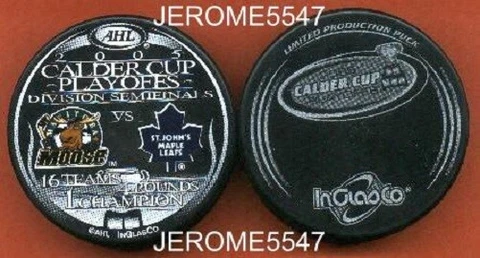 JEROME5547
AHL
2005
CALDER CUP
PLAYOFFS
DIVISION SEMIFINALS
VS
MOOSE
ST. JOHN'S
MAPLE
LEAFS
16 TEAMS
ROUNDS
1 CHAMPION
©AHL INGLASCO
LIMITED PRODUCTION PUCK
CALDER CUP
INGLASCO®
JEROME5547